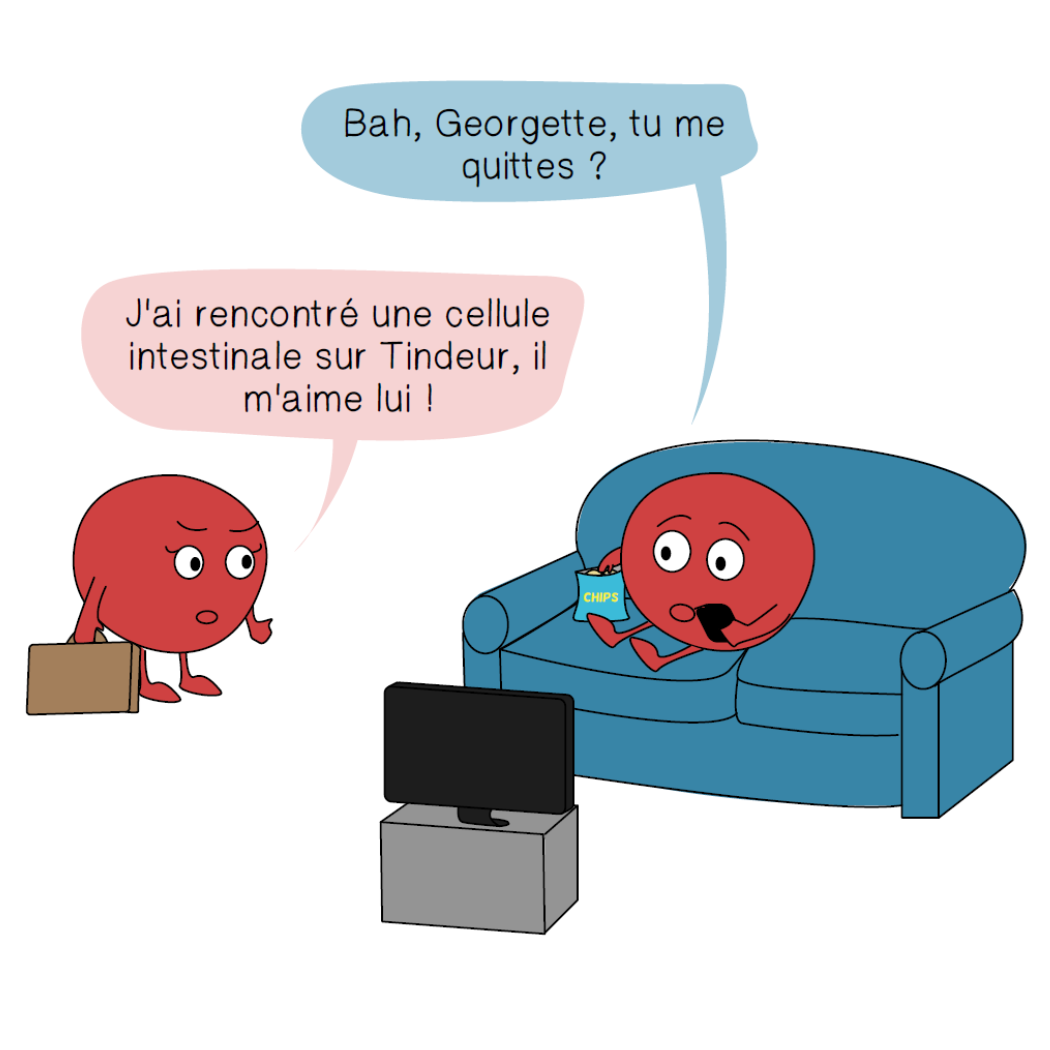 Bah, Georgette, tu me
quittes ?
J'ai rencontré une cellule
intestinale sur Tindeur, il
m'aime lui !
CHIPS